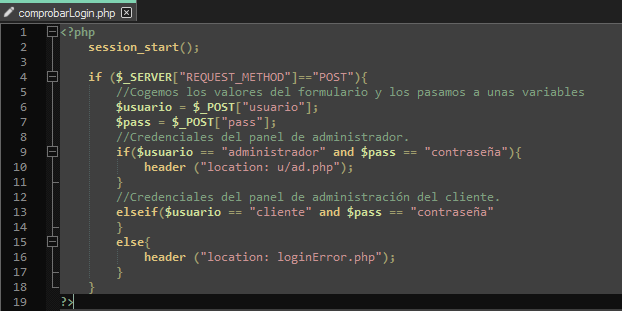 comprobarLogin.php
1 <?php
2     session_start();
3
4     if ($_SERVER["REQUEST_METHOD"]=="POST"){
5         //Cogemos los valores del formulario y los pasamos a unas variables
6         $usuario = $_POST["usuario"];
7         $pass = $_POST["pass"];
8         //Credenciales del panel de administrador.
9         if($usuario == "administrador" and $pass == "contraseña"){
10             header ("location: u/ad.php");
11         }
12         //Credenciales del panel de administración del cliente.
13         elseif($usuario == "cliente" and $pass == "contraseña"
14         }
15         else{
16             header ("location: loginError.php");
17         }
18     }
19 ?>